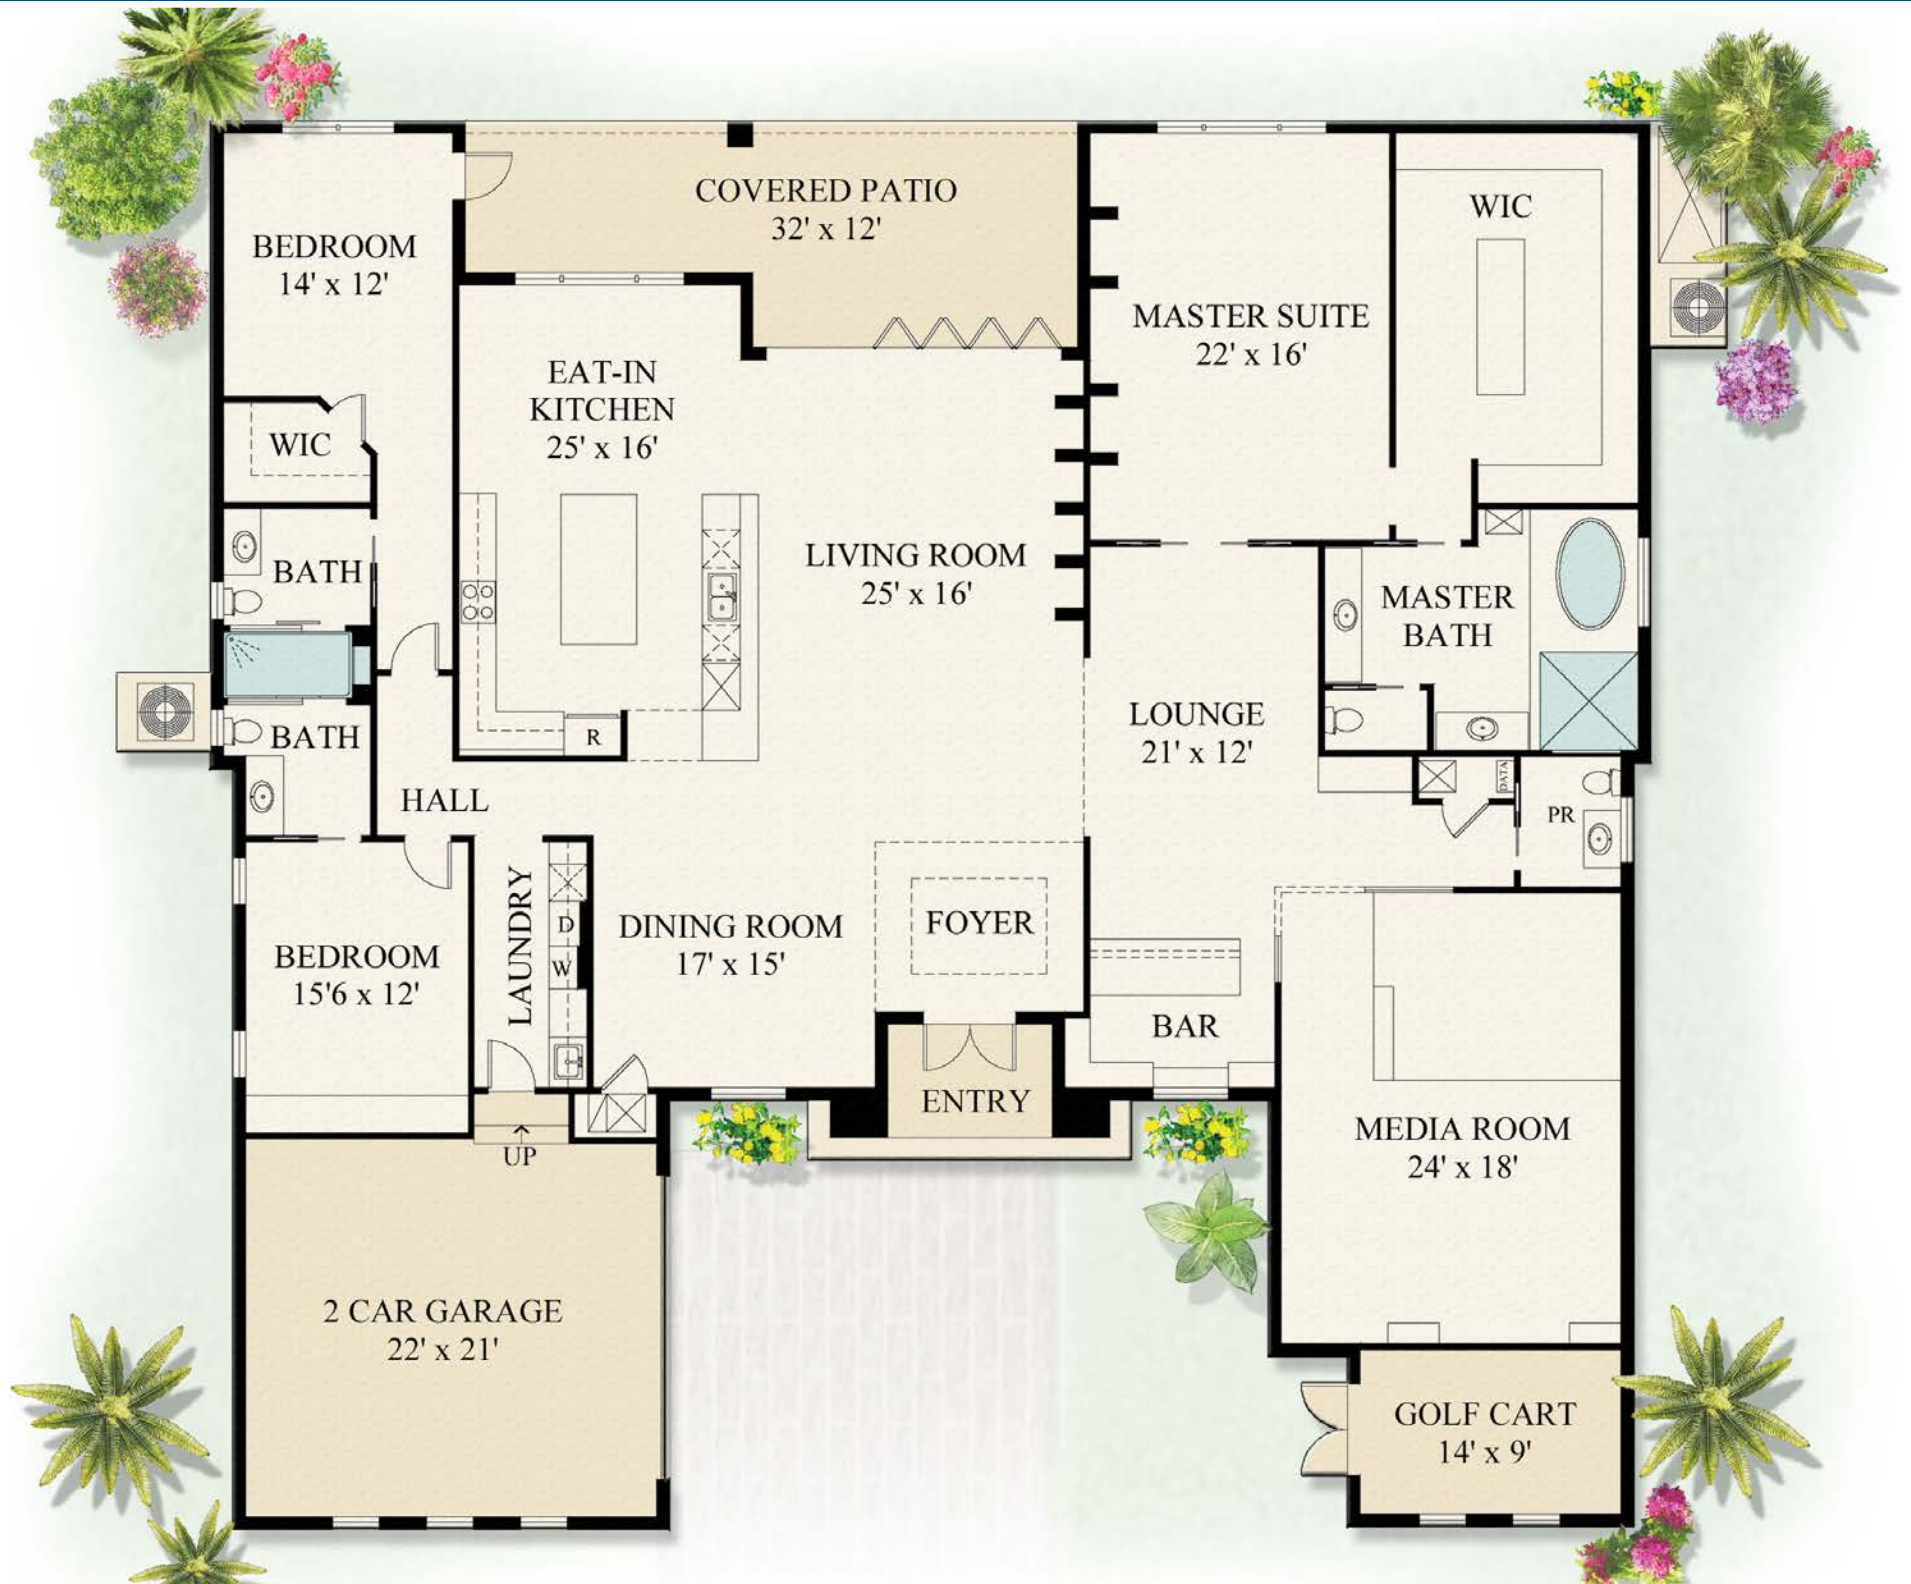 COVERED PATIO
32' x 12'
WIC
BEDROOM
14' x 12'
MASTER SUITE
22' x 16'
EAT-IN
KITCHEN
25' x 16'
WIC
LIVING ROOM
25' x 16'
BATH
MASTER
BATH
LOUNGE
21' x 12'
BATH
R
DATA
HALL
PR
LAUNDRY
D
W
DINING ROOM
17' x 15'
FOYER
BEDROOM
15'6 x 12'
BAR
ENTRY
UP
MEDIA ROOM
24' x 18'
2 CAR GARAGE
22' x 21'
GOLF CART
14' x 9'